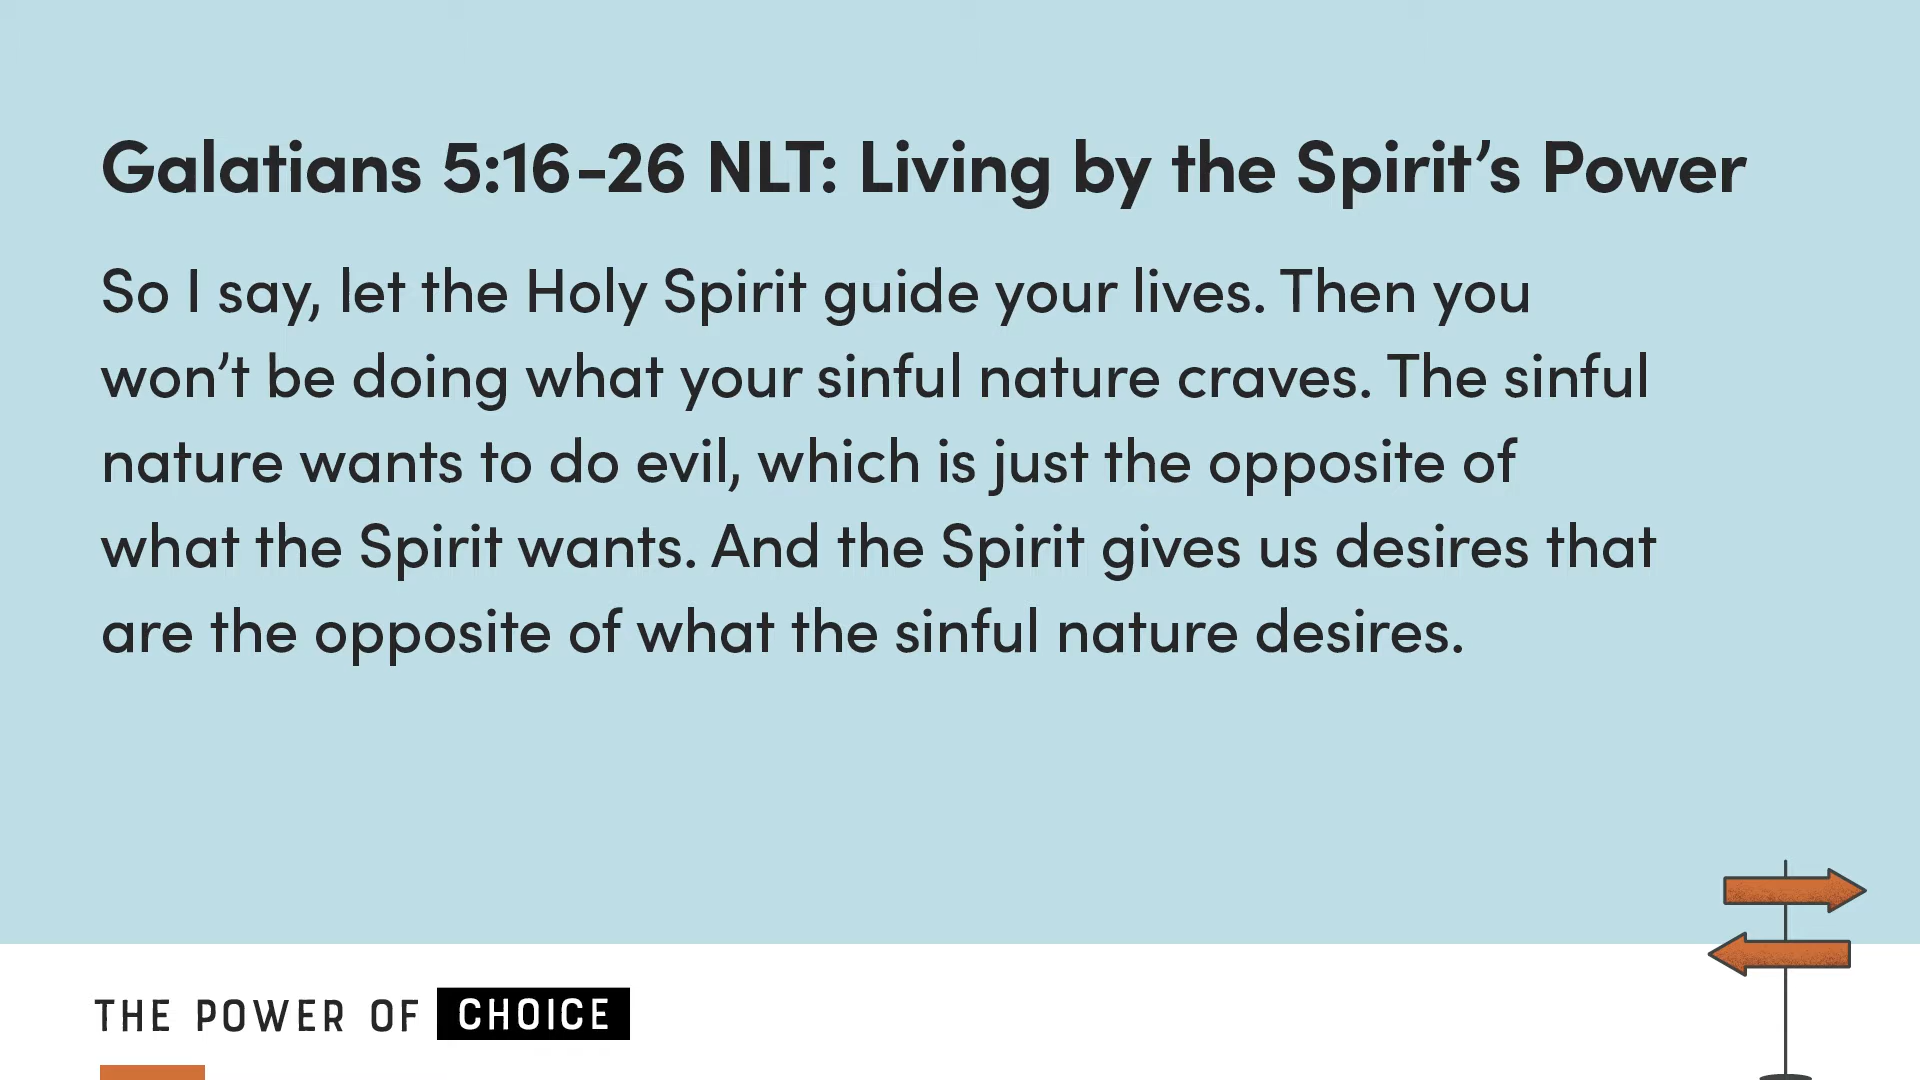 Galatians 5:16-26 NLT: Living by the Spirit’s Power
So I say, let the Holy Spirit guide your lives. Then you
won’t be doing what your sinful nature craves. The sinful
nature wants to do evil, which is just the opposite of
what the Spirit wants. And the Spirit gives us desires that
are the opposite of what the sinful nature desires.
THE POWER OF CHOICE